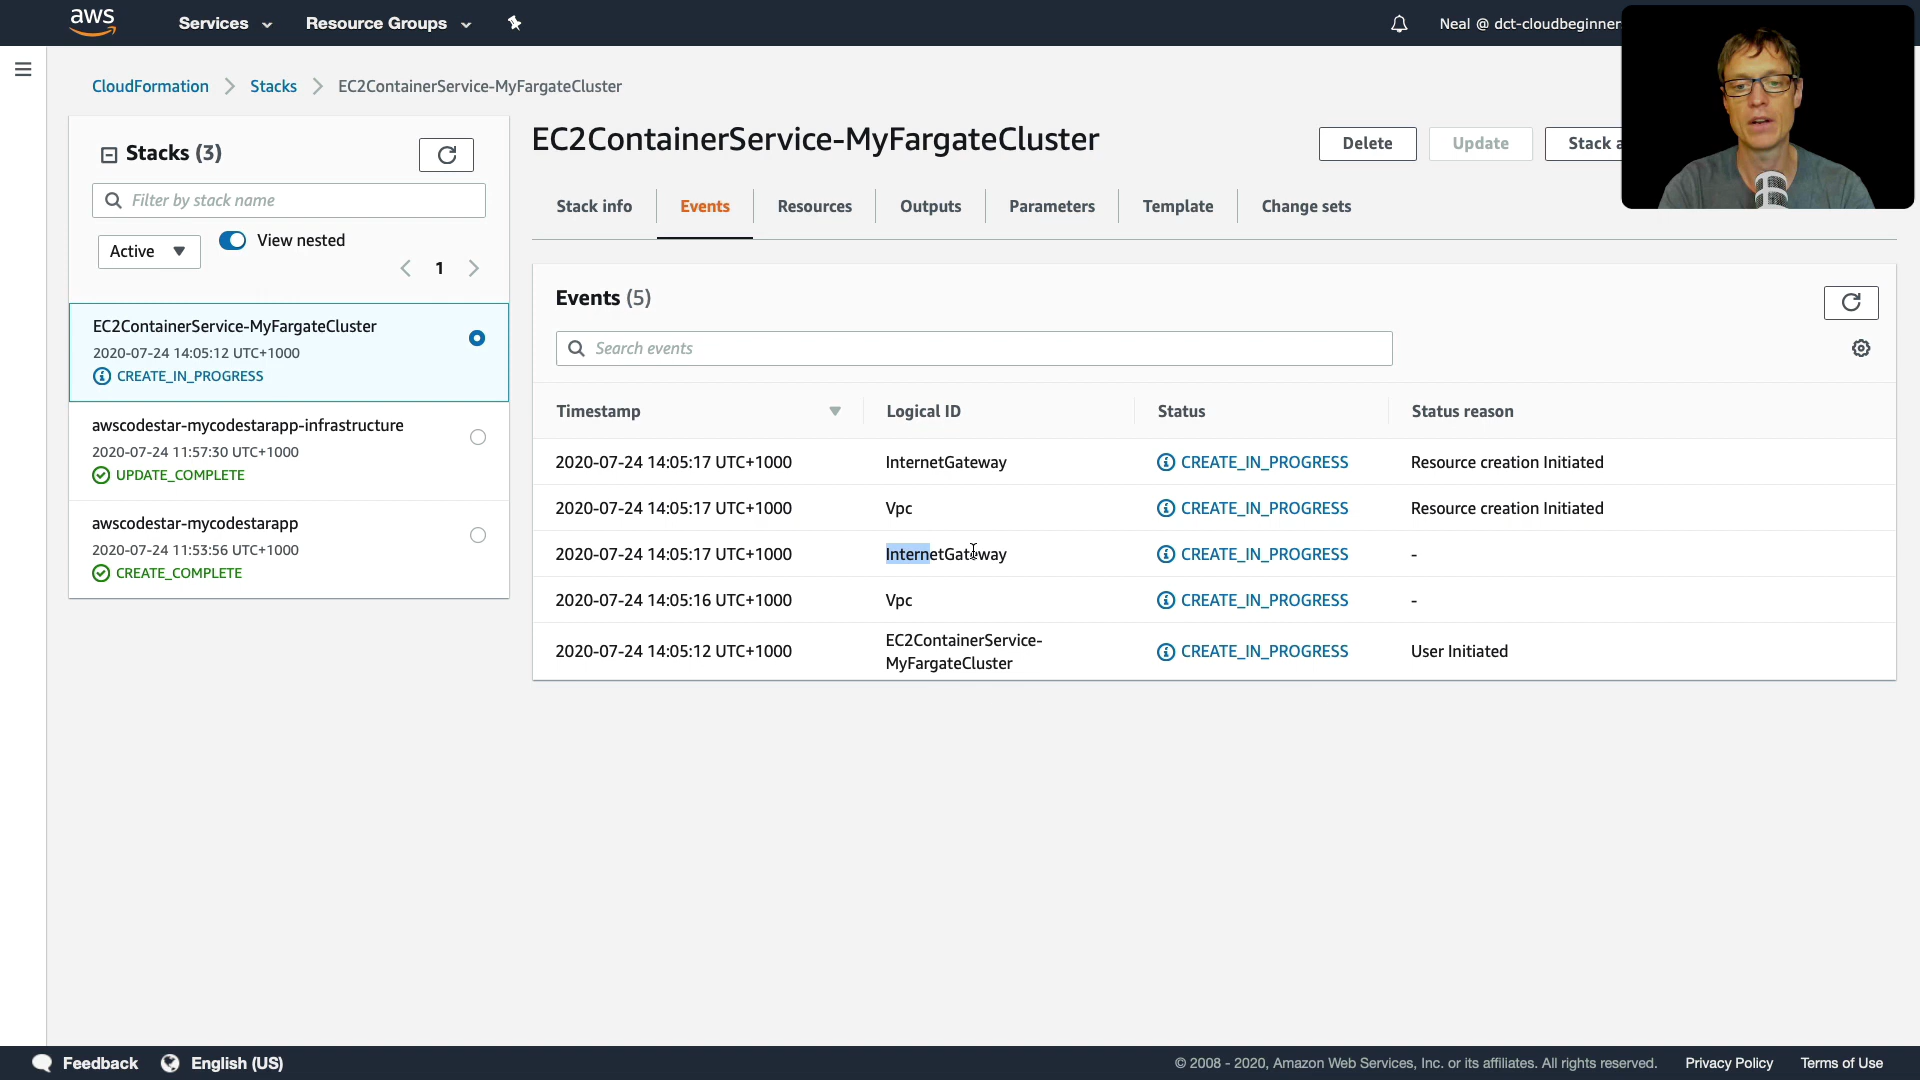 aws
Services
Resource Groups
Neal @ dct-cloudbeginner
CloudFormation
Stacks
EC2ContainerService-MyFargateCluster
Stacks (3)
Filter by stack name
Active
View nested
1
EC2ContainerService-MyFargateCluster
2020-07-24 14:05:12 UTC+1000
CREATE_IN_PROGRESS
awscodestar-mycodestarapp-infrastructure
2020-07-24 11:57:30 UTC+1000
UPDATE_COMPLETE
awscodestar-mycodestarapp
2020-07-24 11:53:56 UTC+1000
CREATE_COMPLETE
EC2ContainerService-MyFargateCluster
Delete
Update
Stack a
Stack info
Events
Resources
Outputs
Parameters
Template
Change sets
Events (5)
Search events
Timestamp Logical ID Status Status reason
2020-07-24 14:05:17 UTC+1000 InternetGateway CREATE_IN_PROGRESS Resource creation Initiated
2020-07-24 14:05:17 UTC+1000 Vpc CREATE_IN_PROGRESS Resource creation Initiated
2020-07-24 14:05:17 UTC+1000 InternetGateway CREATE_IN_PROGRESS -
2020-07-24 14:05:16 UTC+1000 Vpc CREATE_IN_PROGRESS -
2020-07-24 14:05:12 UTC+1000 EC2ContainerService-
MyFargateCluster CREATE_IN_PROGRESS User Initiated
Feedback
English (US)
© 2008 - 2020, Amazon Web Services, Inc. or its affiliates. All rights reserved.
Privacy Policy
Terms of Use